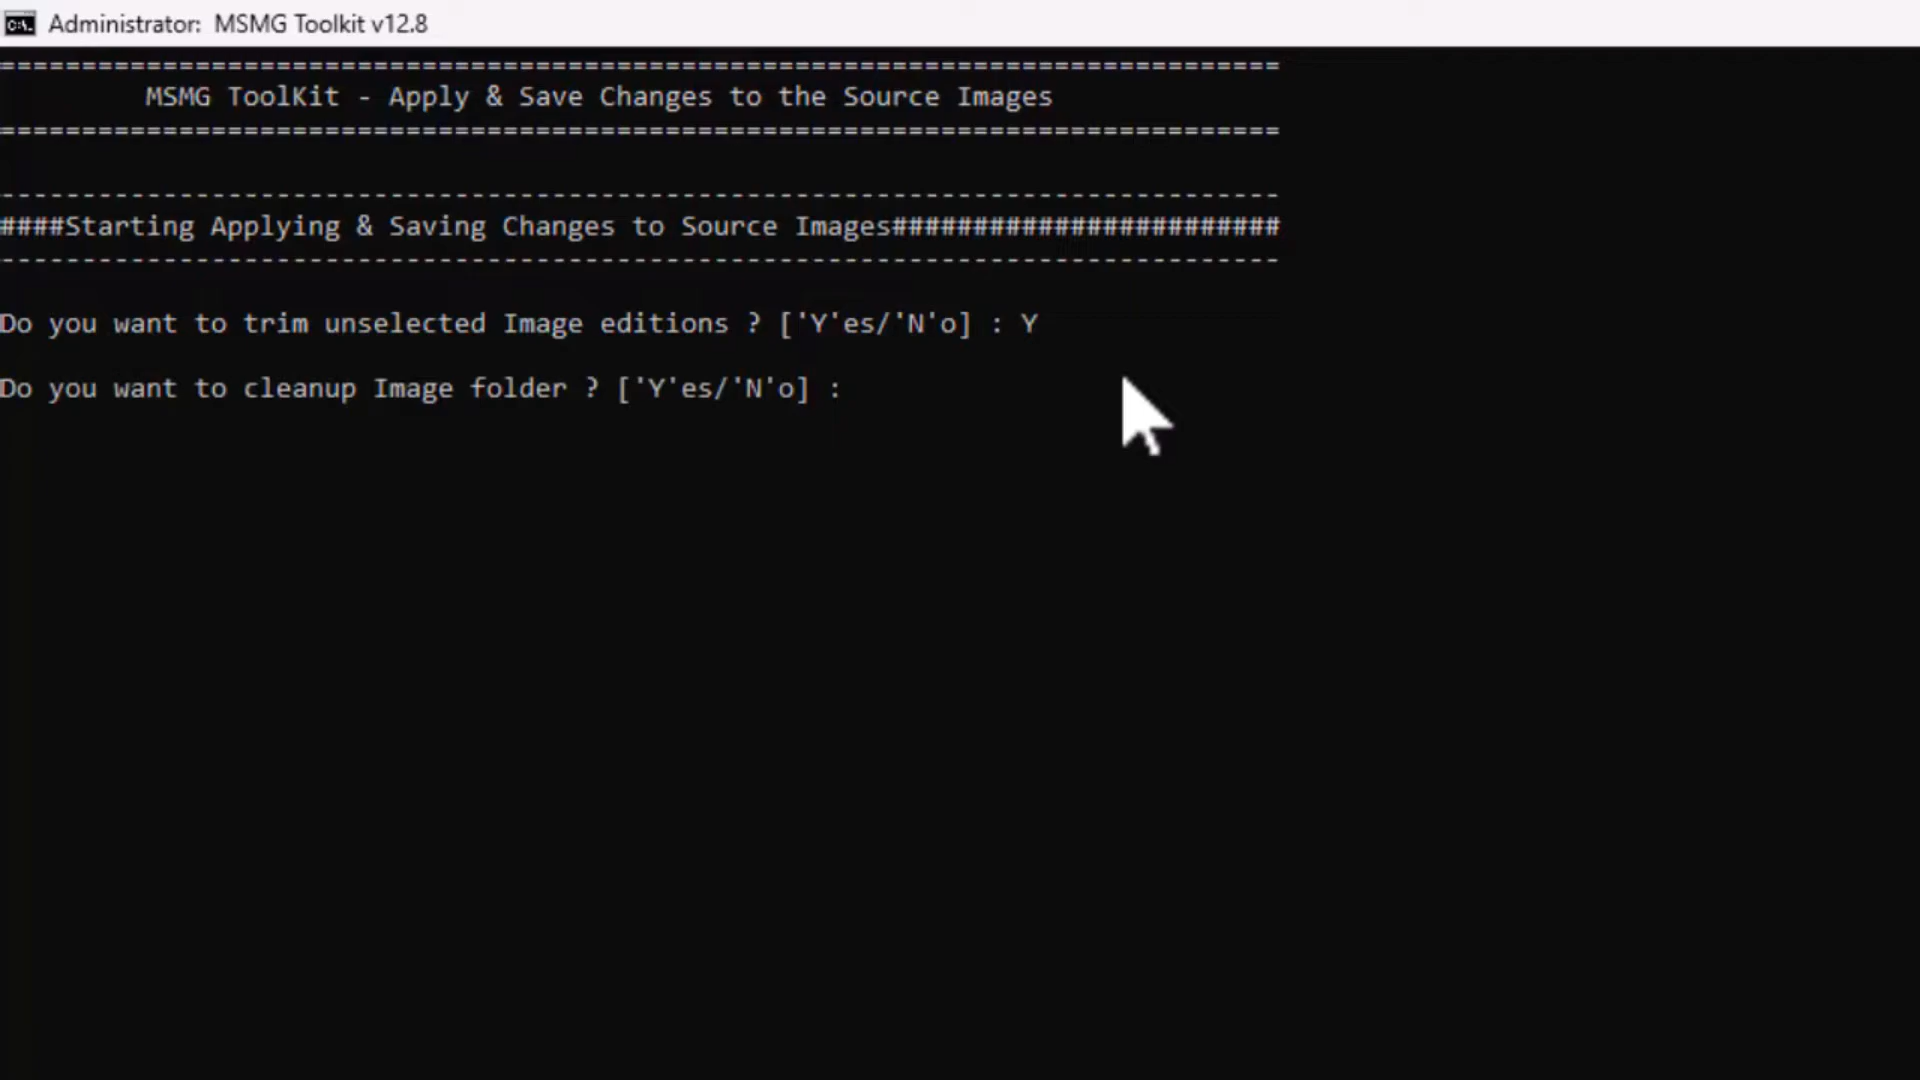 Administrator: MSMG Toolkit v12.8
===============================================================================
MSMG ToolKit - Apply & Save Changes to the Source Images
===============================================================================
-------------------------------------------------------------------------------
####Starting Applying & Saving Changes to Source Images########################
-------------------------------------------------------------------------------
Do you want to trim unselected Image editions ? ['Y'es/'N'o] : Y
Do you want to cleanup Image folder ? ['Y'es/'N'o] :